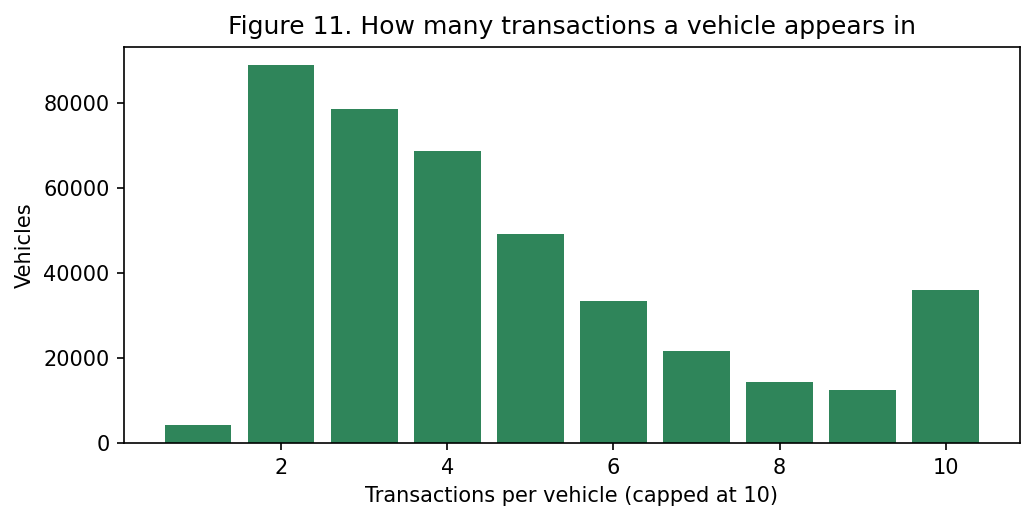 Figure 11. How many transactions a vehicle appears in
80000
60000
40000
20000
0
Vehicles
2 4 6 8 10
Transactions per vehicle (capped at 10)